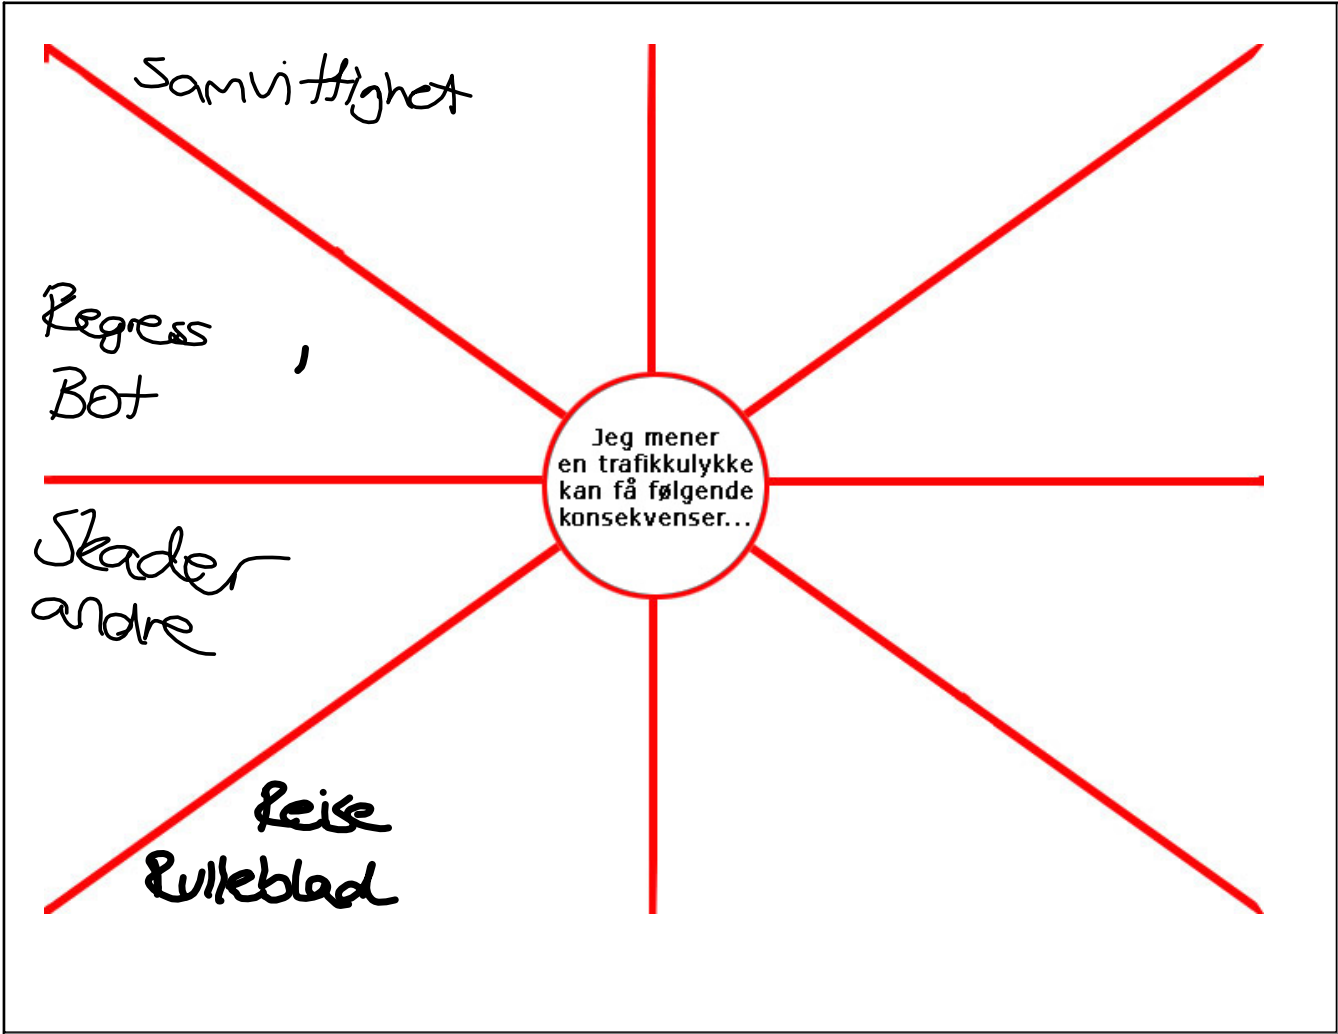 Samvittighet
Regress ,
Bot
Jeg mener
en trafikkulykke
kan få følgende
konsekvenser...
Skader
andre
Reise
Rulleblad